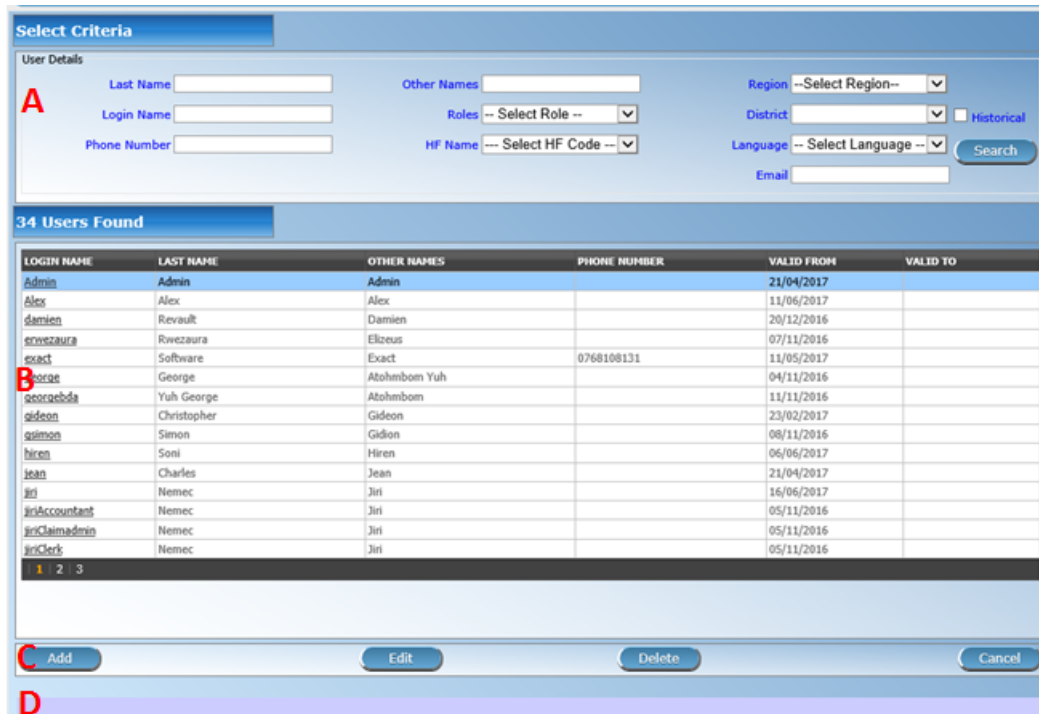 Select Criteria
User Details
A
Last Name Other Names Region --Select Region--
Login Name Roles -- Select Role -- District Historical
Phone Number HF Name --- Select HF Code --- Language -- Select Language -- Search
Email
34 Users Found
LOGIN NAME LAST NAME OTHER NAMES PHONE NUMBER VALID FROM VALID TO
Admin Admin Admin 21/04/2017
Alex Alex Alex 11/06/2017
damien Revault Damien 20/12/2016
erwezaura Rwezaura Elizeus 07/11/2016
exact Software Exact 0768108131 11/05/2017
george George Atohmbom Yuh 04/11/2016
B
georgebda Yuh George Atohmbom 11/11/2016
gideon Christopher Gideon 23/02/2017
gsimon Simon Gidion 08/11/2016
hiren Soni Hiren 06/06/2017
jean Charles Jean 21/04/2017
jiri Nemec Jiri 16/06/2017
jiriAccountant Nemec Jiri 05/11/2016
jiriClaimadmin Nemec Jiri 05/11/2016
jiriClerk Nemec Jiri 05/11/2016
| 1 | 2 | 3
C Add Edit Delete Cancel
D